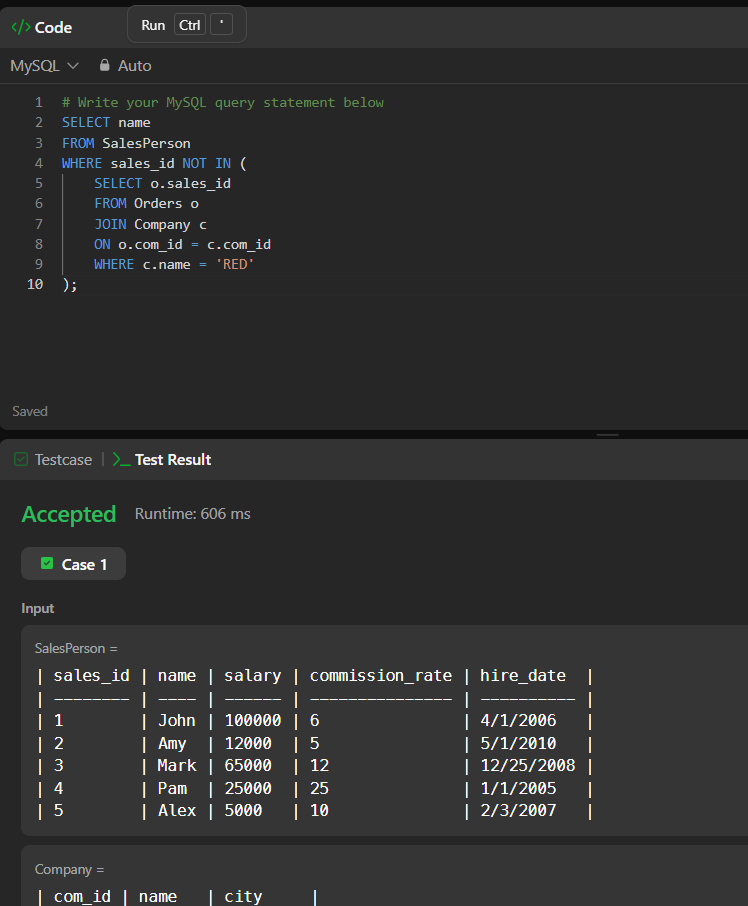 </> Code
Run Ctrl '
MySQL Auto
1 # Write your MySQL query statement below
2 SELECT name
3 FROM SalesPerson
4 WHERE sales_id NOT IN (
5     SELECT o.sales_id
6     FROM Orders o
7     JOIN Company c
8     ON o.com_id = c.com_id
9     WHERE c.name = 'RED'
10 );
Saved
Testcase | >_ Test Result
Accepted Runtime: 606 ms
Case 1
Input
SalesPerson =
| sales_id | name | salary | commission_rate | hire_date  |
| -------- | ---- | ------ | --------------- | ---------- |
| 1        | John | 100000 | 6               | 4/1/2006   |
| 2        | Amy  | 12000  | 5               | 5/1/2010   |
| 3        | Mark | 65000  | 12              | 12/25/2008 |
| 4        | Pam  | 25000  | 25              | 1/1/2005   |
| 5        | Alex | 5000   | 10              | 2/3/2007   |
Company =
| com_id | name   | city     |